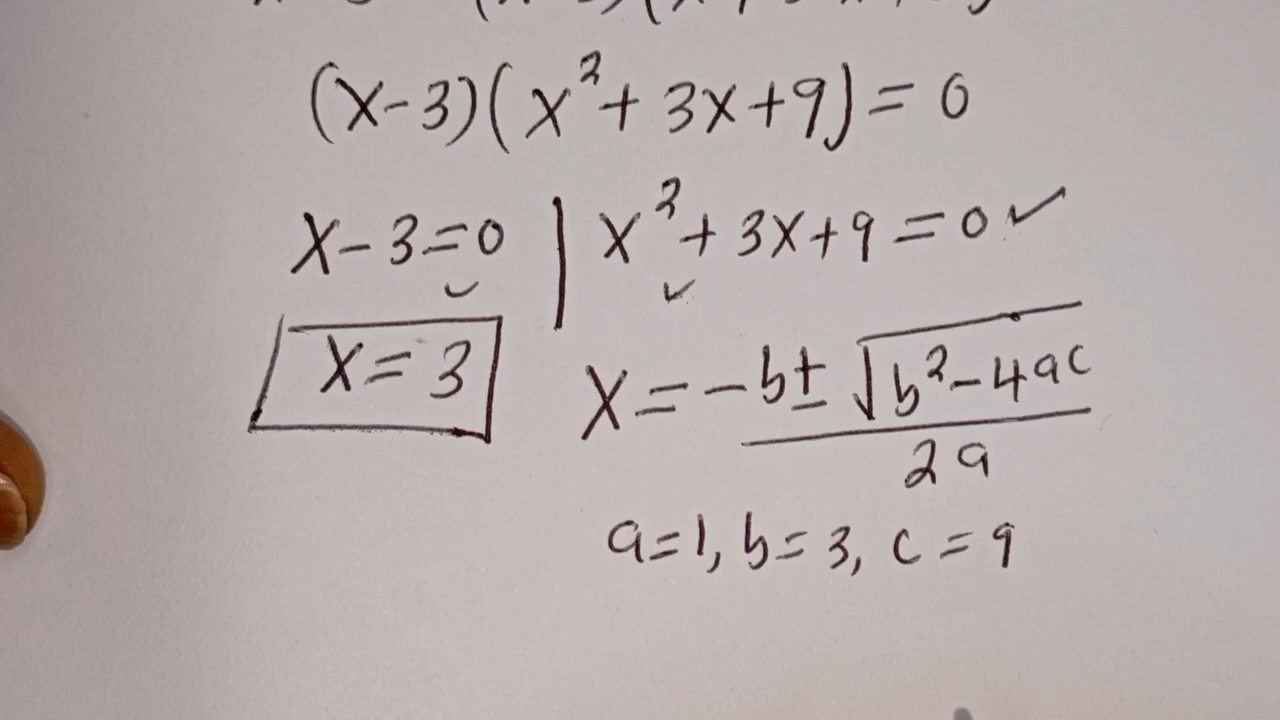 (x-3)(x²+3x+9)=0
x-3=0 | x²+3x+9=0 ✓
✓ ✓
x=3 x=-b±√b²-4ac
2a
a=1, b=3, c=9